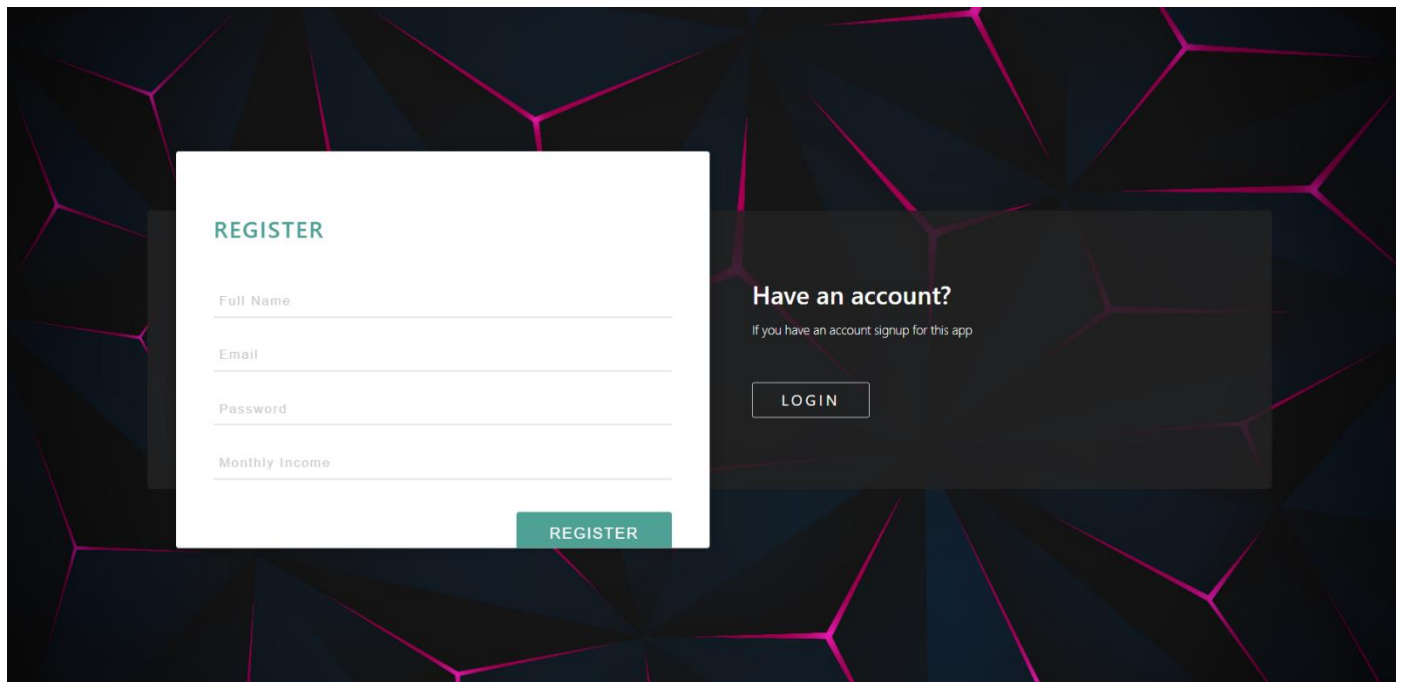 REGISTER
Full Name
Email
Password
Monthly Income
REGISTER
Have an account?
If you have an account signup for this app
LOGIN